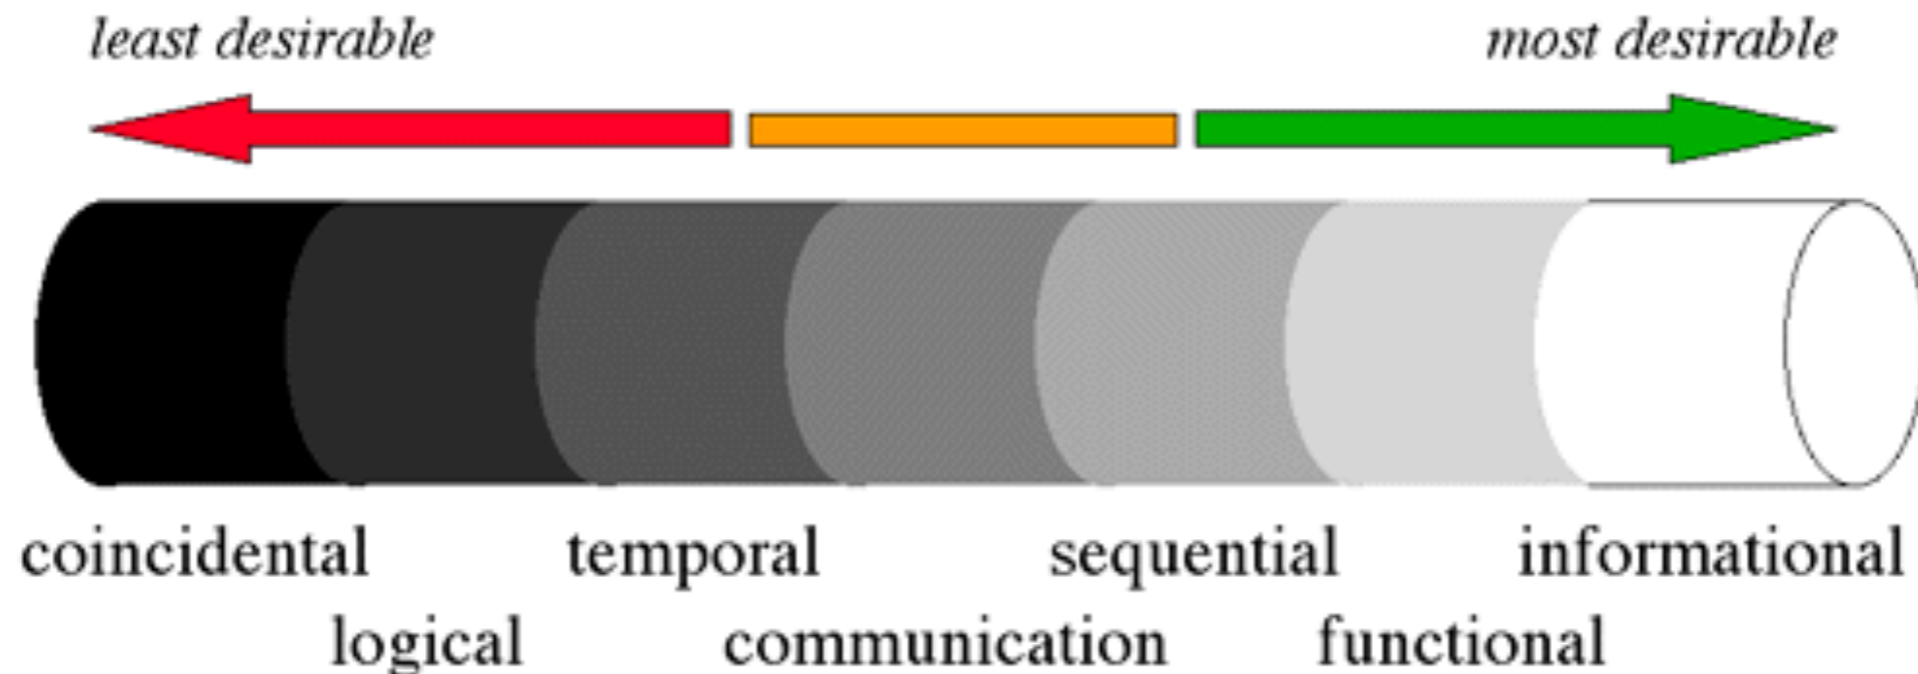 least desirable most desirable
coincidental temporal sequential informational
logical communication functional